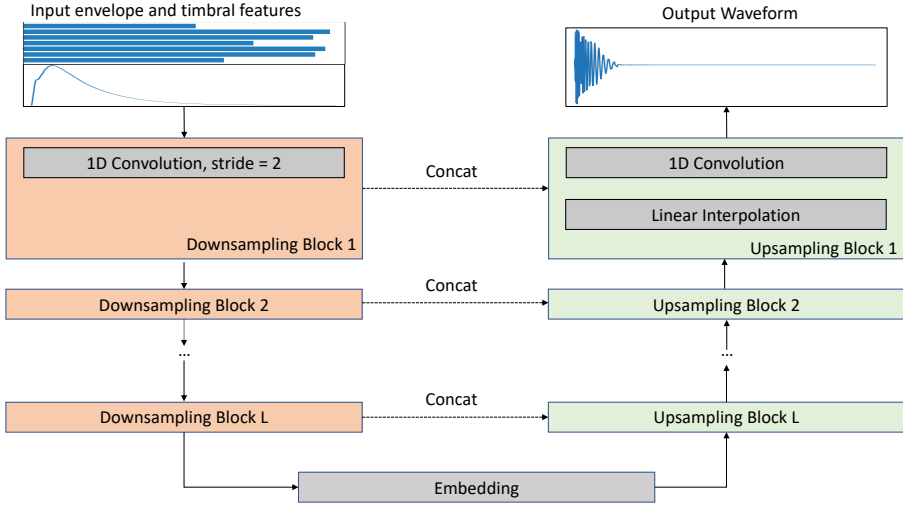 Input envelope and timbral features
Output Waveform
1D Convolution, stride = 2
Downsampling Block 1
Concat
1D Convolution
Linear Interpolation
Upsampling Block 1
Downsampling Block 2
Concat
Upsampling Block 2
...
...
Downsampling Block L
Concat
Upsampling Block L
Embedding